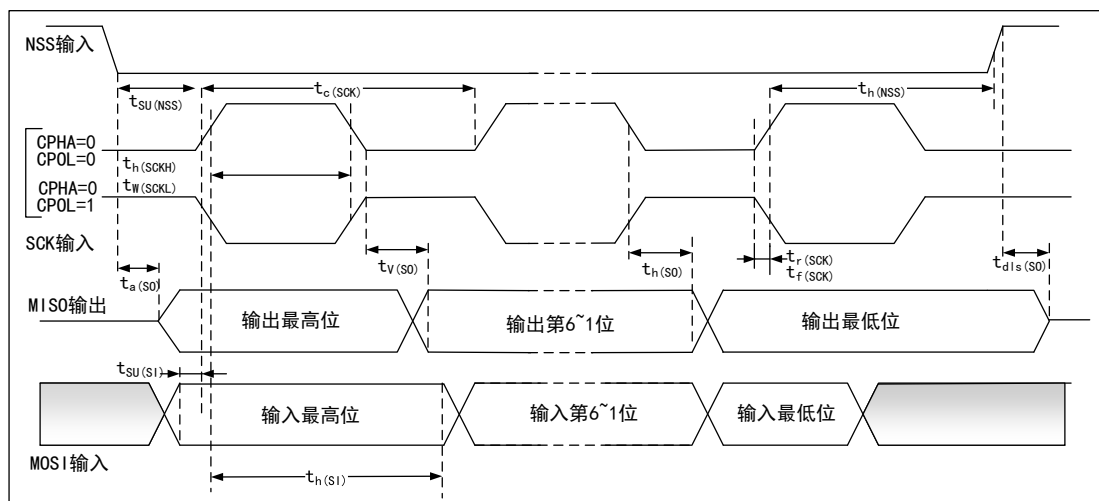 NSS输入
tSU(NSS)
tc(SCK)
th(NSS)
CPHA=0
CPOL=0
th(SCKH)
CPHA=0
tW(SCKL)
CPOL=1
SCK输入
ta(SO)
tV(SO)
th(SO)
tr(SCK)
tf(SCK)
tdis(SO)
MISO输出
输出最高位
输出第6~1位
输出最低位
tSU(SI)
输入最高位
输入第6~1位
输入最低位
MOSI输入
th(SI)